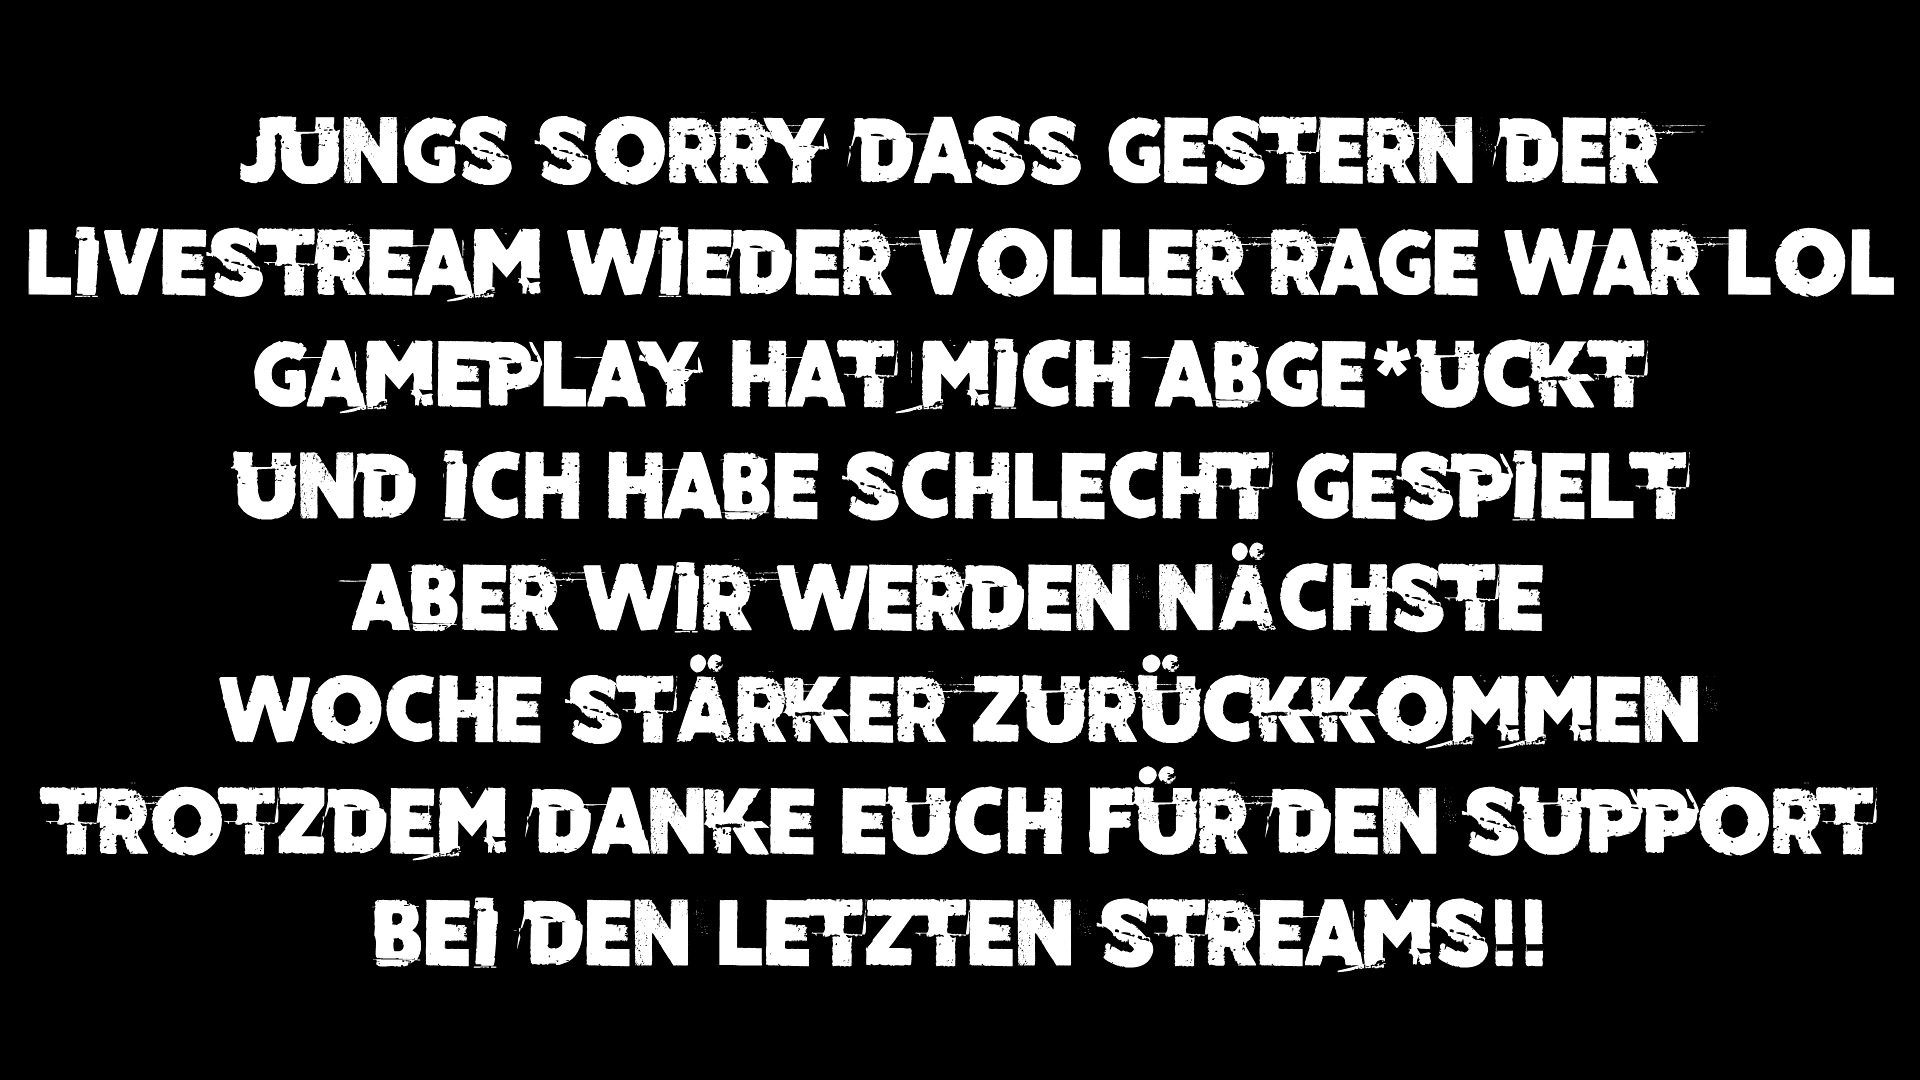 JUNGS SORRY DASS GESTERN DER
LIVESTREAM WIEDER VOLLER RAGE WAR LOL
GAMEPLAY HAT MICH ABGE*UCKT
UND ICH HABE SCHLECHT GESPIELT
ABER WIR WERDEN NÄCHSTE
WOCHE STÄRKER ZURÜCKKOMMEN
TROTZDEM DANKE EUCH FÜR DEN SUPPORT
BEI DEN LETZTEN STREAMS!!